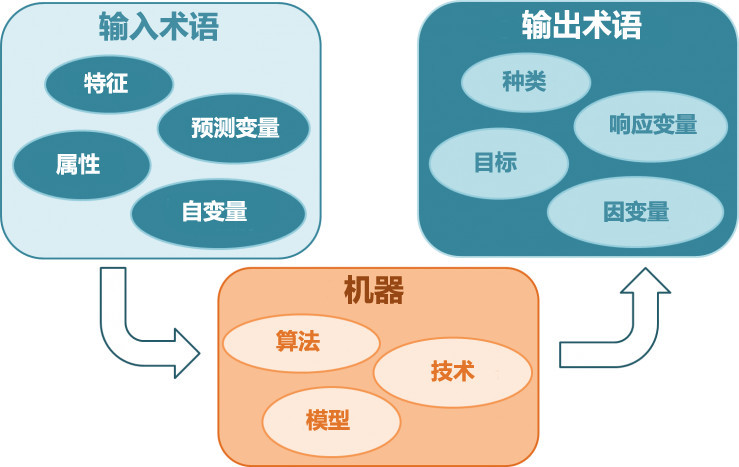 输入术语
特征
预测变量
属性
自变量
输出术语
种类
响应变量
目标
因变量
机器
算法
技术
模型